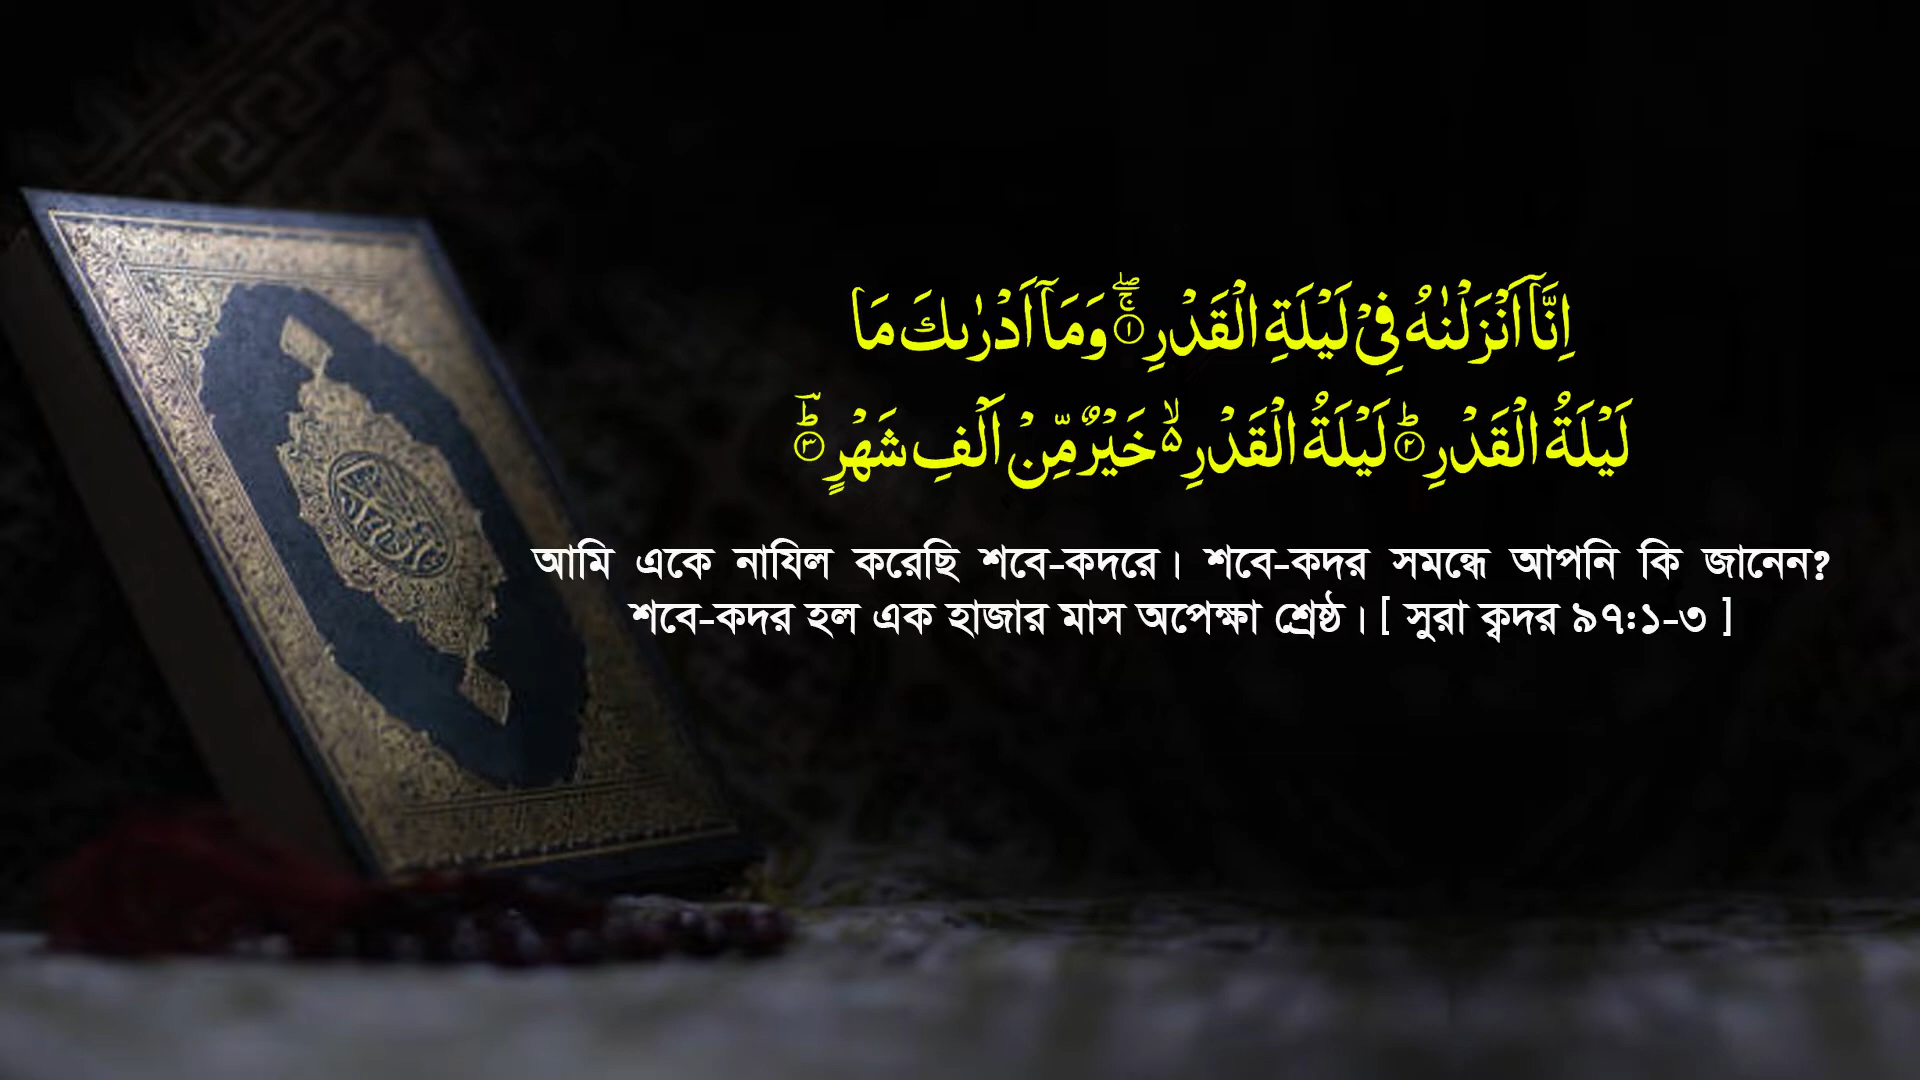 اِنَّاۤ اَنْزَلْنٰهُ فِیْ لَیْلَةِ الْقَدْرِ ۚۖ۝۱ وَمَاۤ اَدْرٰىكَ مَا
لَیْلَةُ الْقَدْرِ ؕ۝۲ لَیْلَةُ الْقَدْرِ ۙ۬ خَیْرٌ مِّنْ اَلْفِ شَهْرٍ ؕؔ۝۳
আমি একে নাযিল করেছি শবে-কদরে। শবে-কদর সমন্ধে আপনি কি জানেন?
শবে-কদর হল এক হাজার মাস অপেক্ষা শ্রেষ্ঠ। [ সুরা ক্বদর ৯৭:১-৩ ]